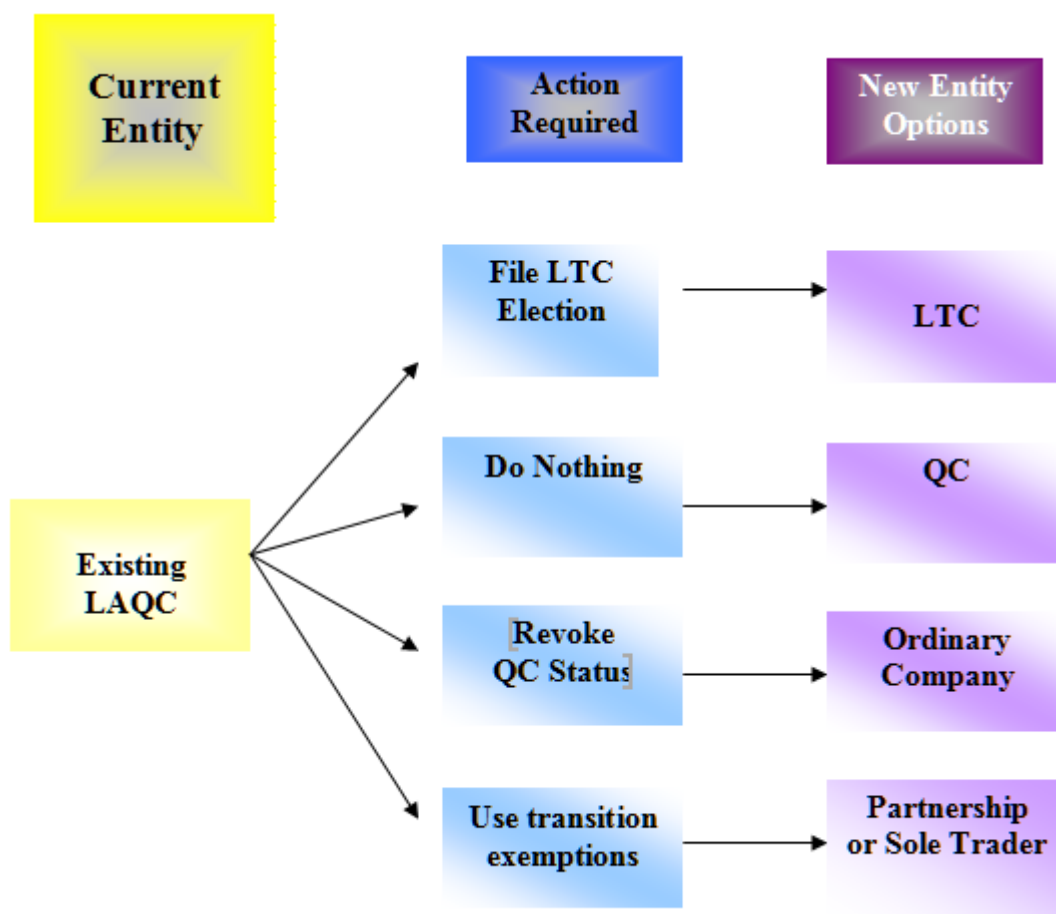 Current
Entity
Action
Required
New Entity
Options
File LTC
Election
LTC
Do Nothing
QC
Existing
LAQC
[Revoke
QC Status]
Ordinary
Company
Use transition
exemptions
Partnership
or Sole Trader